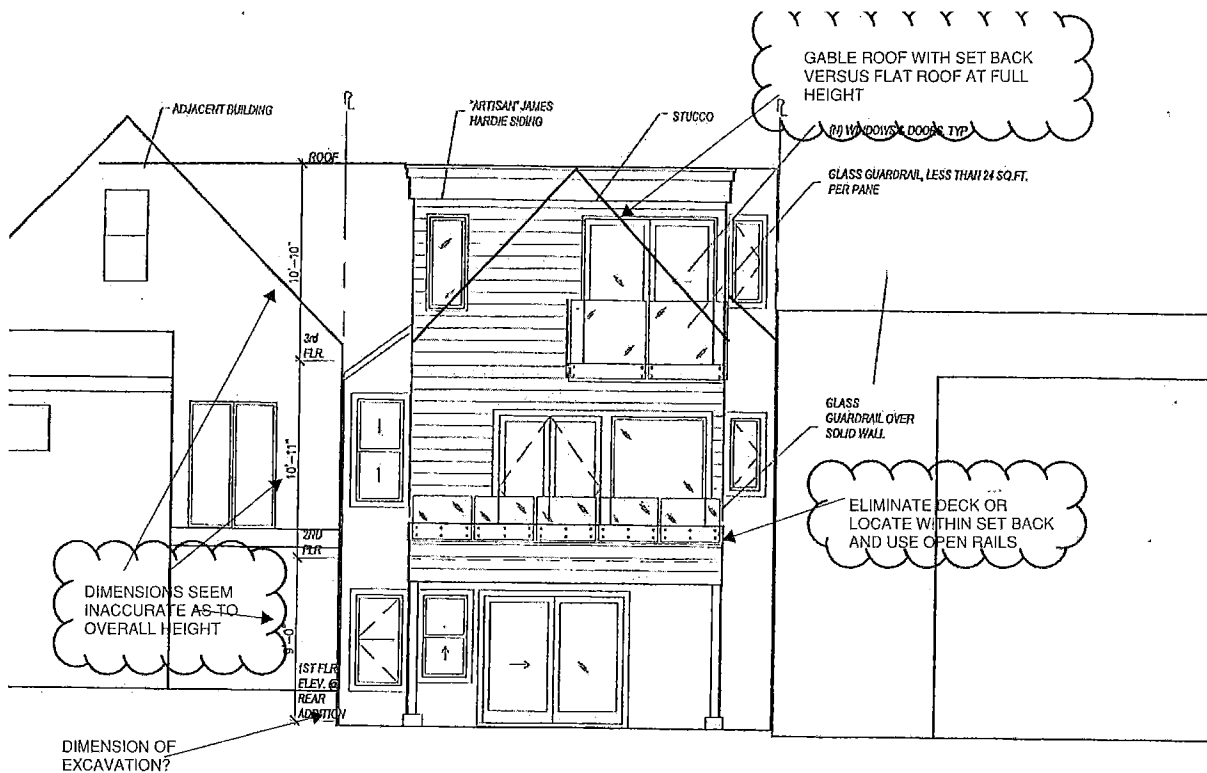 GABLE ROOF WITH SET BACK
VERSUS FLAT ROOF AT FULL
HEIGHT
(N) WINDOWS & DOORS, TYP
ADJACENT BUILDING
"ARTISAN" JAMES
HARDIE SIDING
STUCCO
ROOF
GLASS GUARDRAIL, LESS THAN 24 SQ.FT.
PER PANE
10'-10"
3rd
FLR.
GLASS
GUARDRAIL OVER
SOLID WALL
10'-11"
ELIMINATE DECK OR
LOCATE WITHIN SET BACK
AND USE OPEN RAILS
2ND
FLR
DIMENSIONS SEEM
INACCURATE AS TO
OVERALL HEIGHT
9'-0"
1ST FLR
ELEV. @
REAR
ADDITION
DIMENSION OF
EXCAVATION?